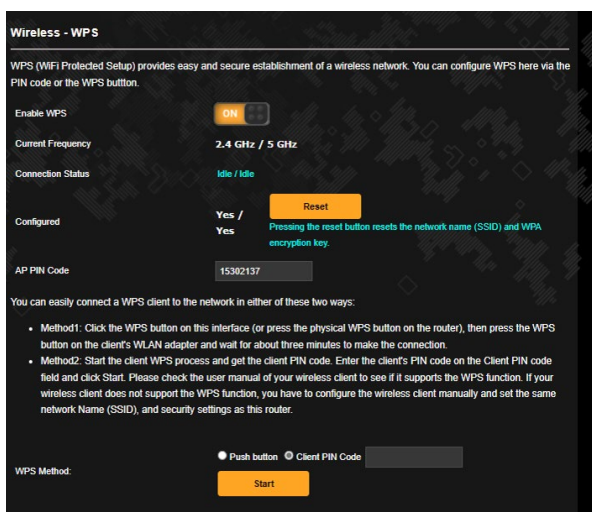 Wireless - WPS
WPS (WiFi Protected Setup) provides easy and secure establishment of a wireless network. You can configure WPS here via the
PIN code or the WPS buttton.
Enable WPS
ON
Current Frequency
2.4 GHz / 5 GHz
Connection Status
Idle / Idle
Configured
Yes /
Yes
Reset
Pressing the reset button resets the network name (SSID) and WPA
encryption key.
AP PIN Code
15302137
You can easily connect a WPS client to the network in either of these two ways:
• Method1: Click the WPS button on this interface (or press the physical WPS button on the router), then press the WPS
button on the client's WLAN adapter and wait for about three minutes to make the connection.
• Method2: Start the client WPS process and get the client PIN code. Enter the client's PIN code on the Client PIN code
field and click Start. Please check the user manual of your wireless client to see if it supports the WPS function. If your
wireless client does not support the WPS function, you have to configure the wireless client manually and set the same
network Name (SSID), and security settings as this router.
WPS Method:
Push button Client PIN Code
Start